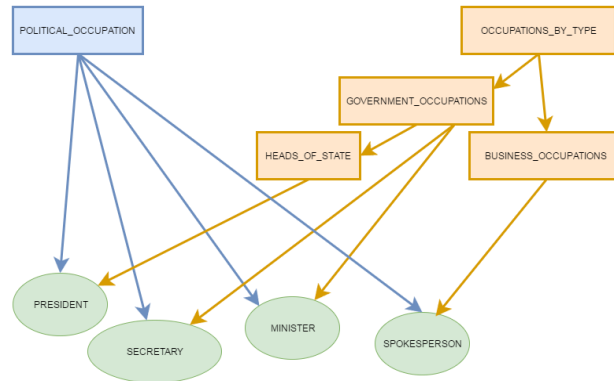 POLITICAL_OCCUPATION
OCCUPATIONS_BY_TYPE
GOVERNMENT_OCCUPATIONS
HEADS_OF_STATE
BUSINESS_OCCUPATIONS
PRESIDENT
MINISTER
SPOKESPERSON
SECRETARY